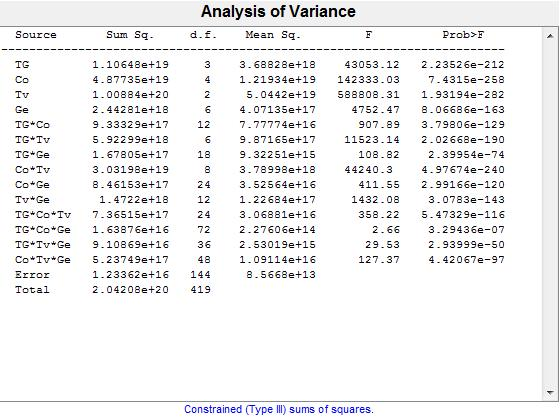 Analysis of Variance
Source Sum Sq. d.f. Mean Sq. F Prob>F
TG 1.10648e+19 3 3.68828e+18 43053.12 2.23526e-212
Co 4.87735e+19 4 1.21934e+19 142333.03 7.4315e-258
Tv 1.00884e+20 2 5.0442e+19 588808.31 1.93194e-282
Ge 2.44281e+18 6 4.07135e+17 4752.47 8.06686e-163
TG*Co 9.33329e+17 12 7.77774e+16 907.89 3.79806e-129
TG*Tv 5.92299e+18 6 9.87165e+17 11523.14 2.02668e-190
TG*Ge 1.67805e+17 18 9.32251e+15 108.82 2.39954e-74
Co*Tv 3.03198e+19 8 3.78998e+18 44240.3 4.97674e-240
Co*Ge 8.46153e+17 24 3.52564e+16 411.55 2.99166e-120
Tv*Ge 1.4722e+18 12 1.22684e+17 1432.08 3.0783e-143
TG*Co*Tv 7.36515e+17 24 3.06881e+16 358.22 5.47329e-116
TG*Co*Ge 1.63876e+16 72 2.27606e+14 2.66 3.29436e-07
TG*Tv*Ge 9.10869e+16 36 2.53019e+15 29.53 2.93999e-50
Co*Tv*Ge 5.23749e+17 48 1.09114e+16 127.37 4.42067e-97
Error 1.23362e+16 144 8.5668e+13
Total 2.04208e+20 419
Constrained (Type III) sums of squares.